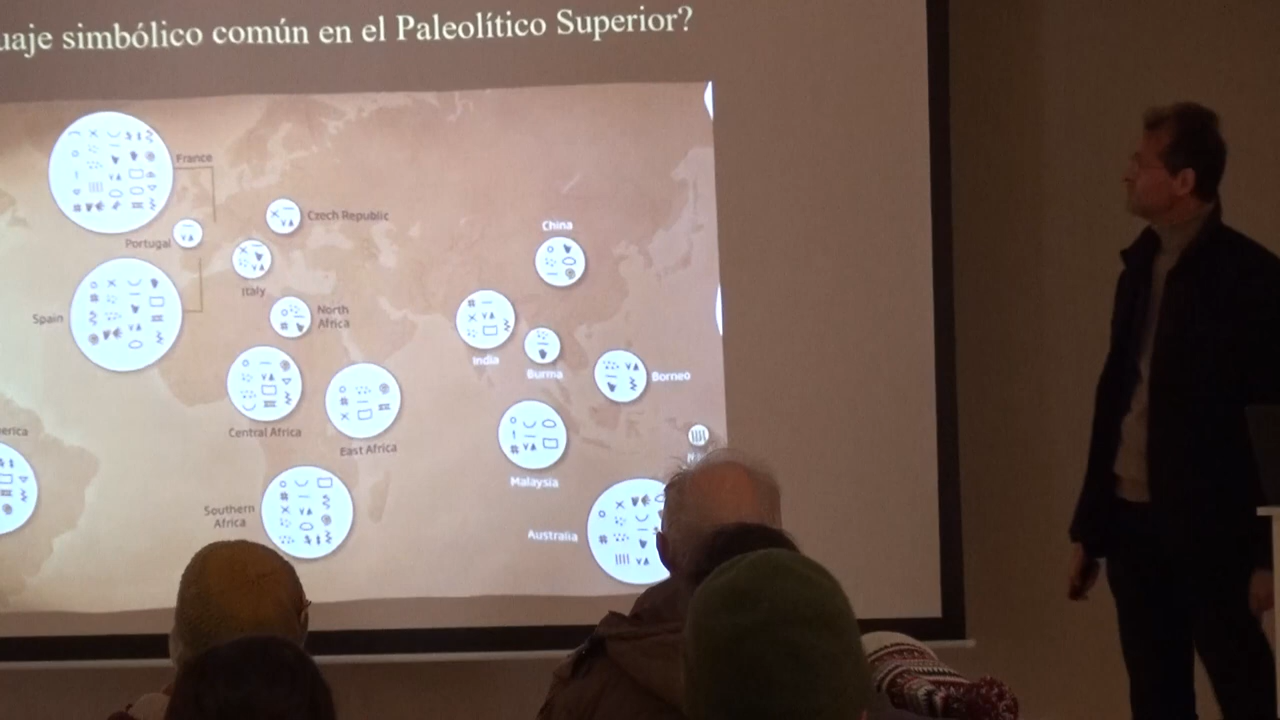 uaje simbólico común en el Paleolítico Superior?
France
Czech Republic
Portugal
China
Italy
Spain
North
Africa
India
Burma
Borneo
erica
Central Africa
East Africa
Malaysia
Southern
Africa
Australia